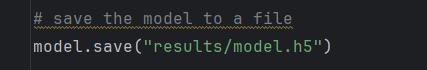 # save the model to a file
model.save("results/model.h5")